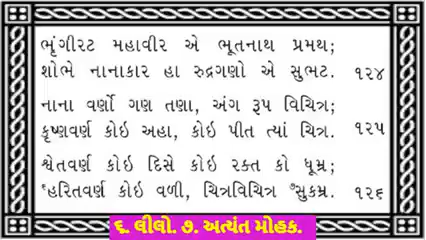 ભૃંગીરટ મહાવીર એ ભૂતનાથ પ્રમથ;
શોભે નાનાકાર હા રુદ્રગણો એ સુભટ. ૧૨૪
નાના વર્ણો ગણ તણા, અંગ રૂપ વિચિત્ર;
કૃષ્ણવર્ણ કોઇ અહા, કોઇ પીત ત્યાં ચિત્ર. ૧૨૫
શ્વેતવર્ણ કોઇ દિસે કોઇ રક્ત કો ધૂમ્ર;
૬હરિતવર્ણ કોઇ વળી, ચિત્રવિચિત્ર ૭સુકમ્ર. ૧૨૬
૬. લીલો. ૭. અત્યંત મોહક.